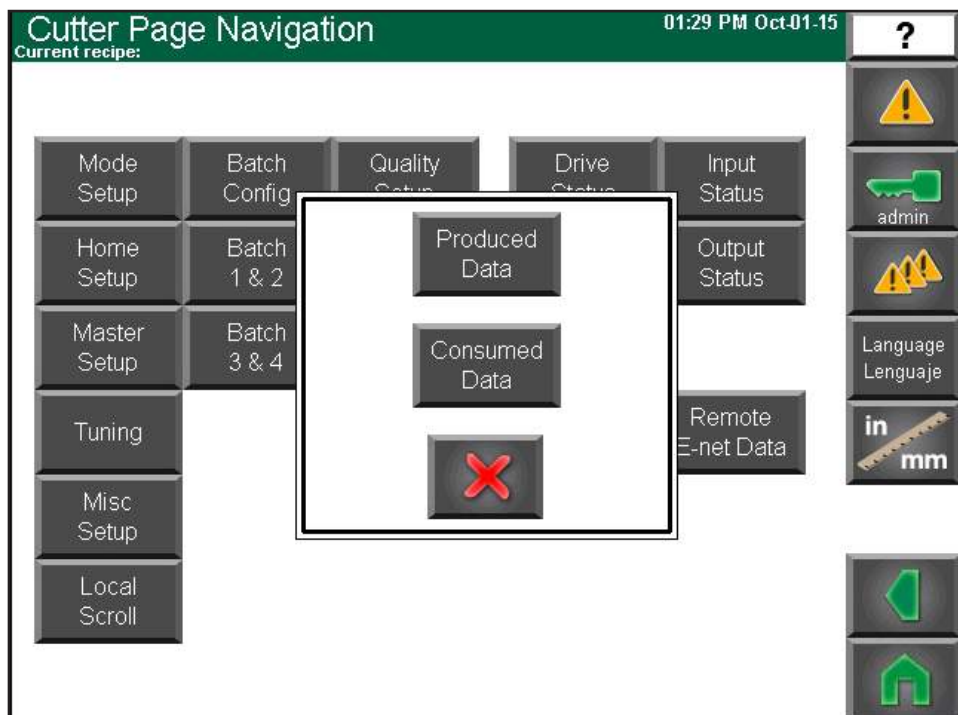 Cutter Page Navigation
01:29 PM Oct-01-15
Current recipe:
?
Mode
Setup
Batch
Config
Quality
Setup
Drive
Status
Input
Status
admin
Home
Setup
Batch
1 & 2
Produced
Data
Output
Status
Master
Setup
Batch
3 & 4
Consumed
Data
Language
Lenguaje
Tuning
Remote
E-net Data
in
mm
Misc
Setup
Local
Scroll